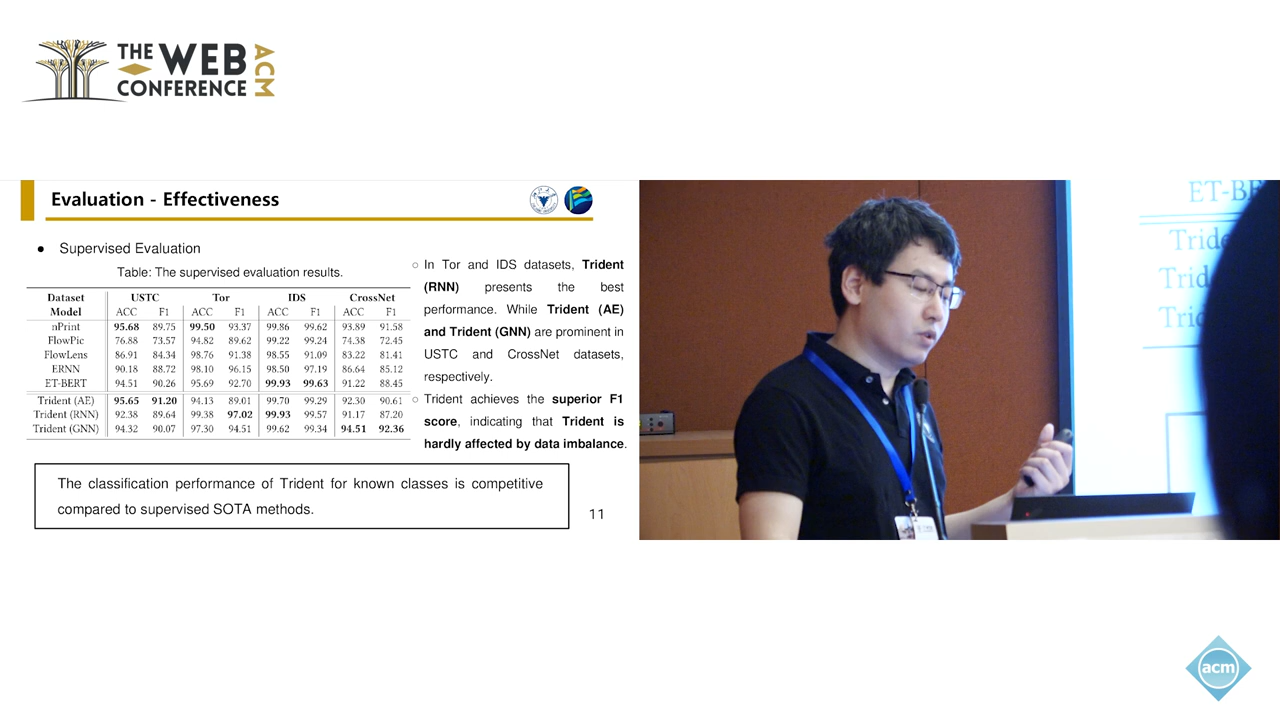 THE WEB
CONFERENCE
ACM
Evaluation - Effectiveness
● Supervised Evaluation
Table: The supervised evaluation results.
Dataset USTC Tor IDS CrossNet
Model ACC F1 ACC F1 ACC F1 ACC F1
nPrint 95.68 89.75 99.50 93.37 99.86 99.62 93.89 91.58
FlowPic 76.88 73.57 94.82 89.62 99.22 99.24 74.38 72.45
FlowLens 86.91 84.34 98.76 91.38 98.55 91.09 83.22 81.41
ERNN 90.18 88.72 98.10 96.15 98.50 97.19 86.64 85.12
ET-BERT 94.51 90.26 95.69 92.70 99.93 99.63 91.22 88.45
Trident (AE) 95.65 91.20 94.13 89.01 99.70 99.29 92.30 90.61
Trident (RNN) 92.38 89.64 99.38 97.02 99.93 99.57 91.17 87.20
Trident (GNN) 94.32 90.07 97.30 94.51 99.62 99.34 94.51 92.36
○ In Tor and IDS datasets, Trident
(RNN) presents the best
performance. While Trident (AE)
and Trident (GNN) are prominent in
USTC and CrossNet datasets,
respectively.
○ Trident achieves the superior F1
score, indicating that Trident is
hardly affected by data imbalance.
The classification performance of Trident for known classes is competitive
compared to supervised SOTA methods.
11
ET-BE
Tride
Trid
Trid
acm